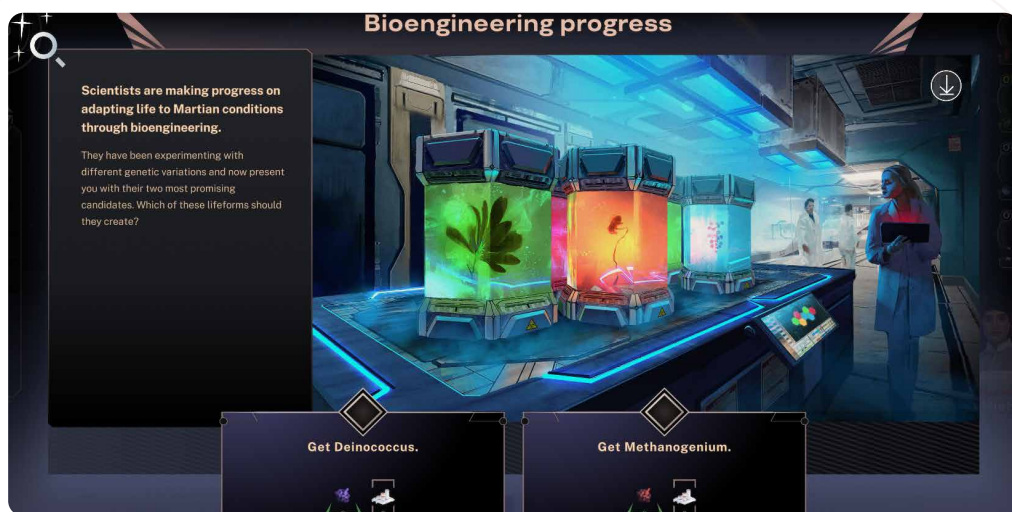 Bioengineering progress
Scientists are making progress on
adapting life to Martian conditions
through bioengineering.
They have been experimenting with
different genetic variations and now present
you with their two most promising
candidates. Which of these lifeforms should
they create?
Get Deinococcus.
Get Methanogenium.